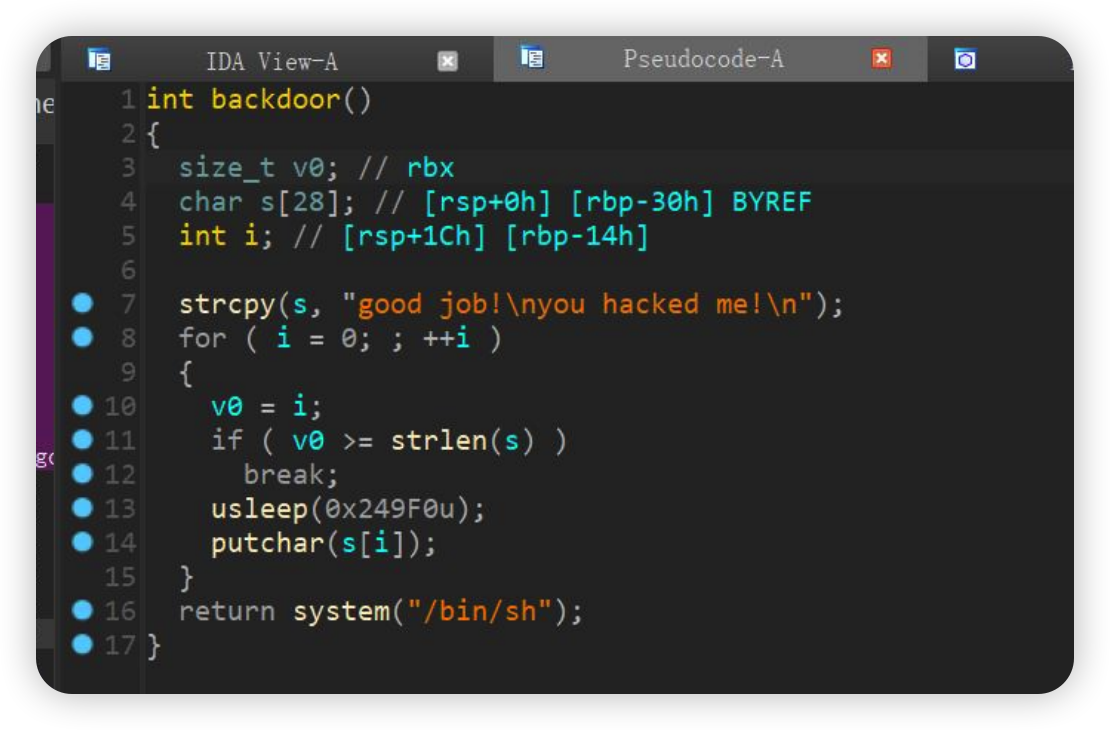 IDA View-A
Pseudocode-A
1 int backdoor()
2 {
3   size_t v0; // rbx
4   char s[28]; // [rsp+0h] [rbp-30h] BYREF
5   int i; // [rsp+1Ch] [rbp-14h]
6
7   strcpy(s, "good job!\nyou hacked me!\n");
8   for ( i = 0; ; ++i )
9   {
10     v0 = i;
11     if ( v0 >= strlen(s) )
12       break;
13     usleep(0x249F0u);
14     putchar(s[i]);
15   }
16   return system("/bin/sh");
17 }